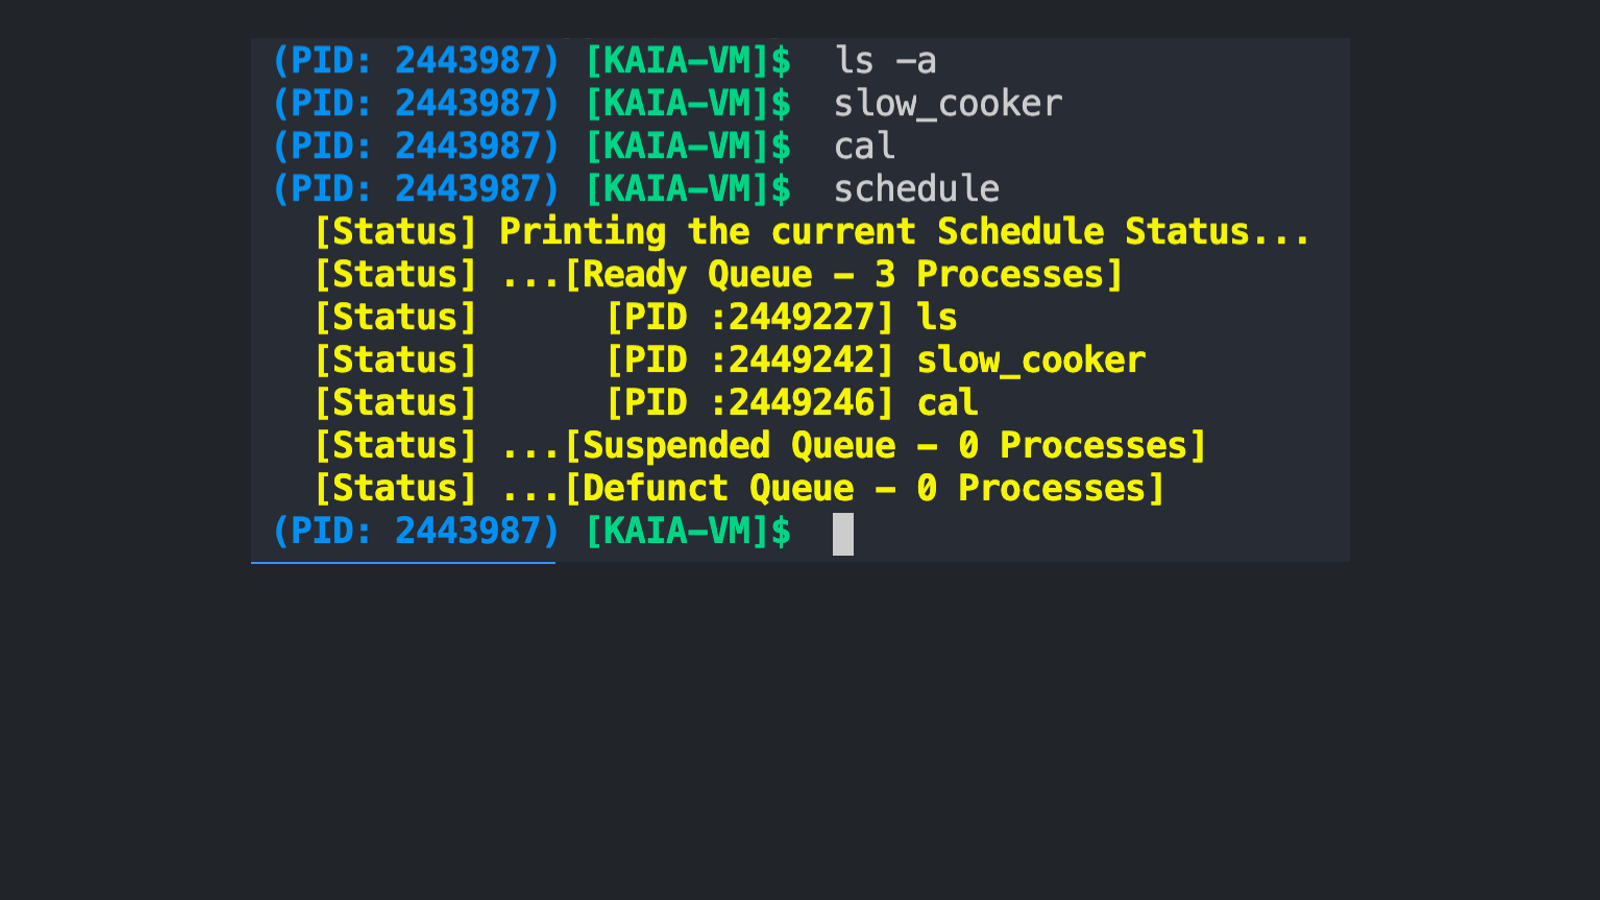 (PID: 2443987) [KAIA-VM]$  ls -a
(PID: 2443987) [KAIA-VM]$  slow_cooker
(PID: 2443987) [KAIA-VM]$  cal
(PID: 2443987) [KAIA-VM]$  schedule
  [Status] Printing the current Schedule Status...
  [Status] ...[Ready Queue - 3 Processes]
  [Status]      [PID :2449227] ls
  [Status]      [PID :2449242] slow_cooker
  [Status]      [PID :2449246] cal
  [Status] ...[Suspended Queue - 0 Processes]
  [Status] ...[Defunct Queue - 0 Processes]
(PID: 2443987) [KAIA-VM]$